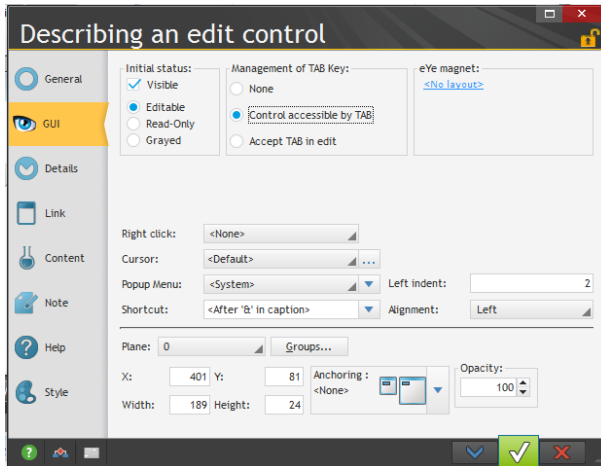 Describing an edit control
General
GUI
Details
Link
Content
Note
Help
Style
Initial status:
Visible
Editable
Read-Only
Grayed
Management of TAB Key:
None
Control accessible by TAB
Accept TAB in edit
eYe magnet:
<No layout>
Right click: <None>
Cursor: <Default> ...
Popup Menu: <System> Left indent: 2
Shortcut: <After '&' in caption> Alignment: Left
Plane: 0 Groups...
X: 401 Y: 81
Width: 189 Height: 24
Anchoring :
<None>
Opacity:
100
?